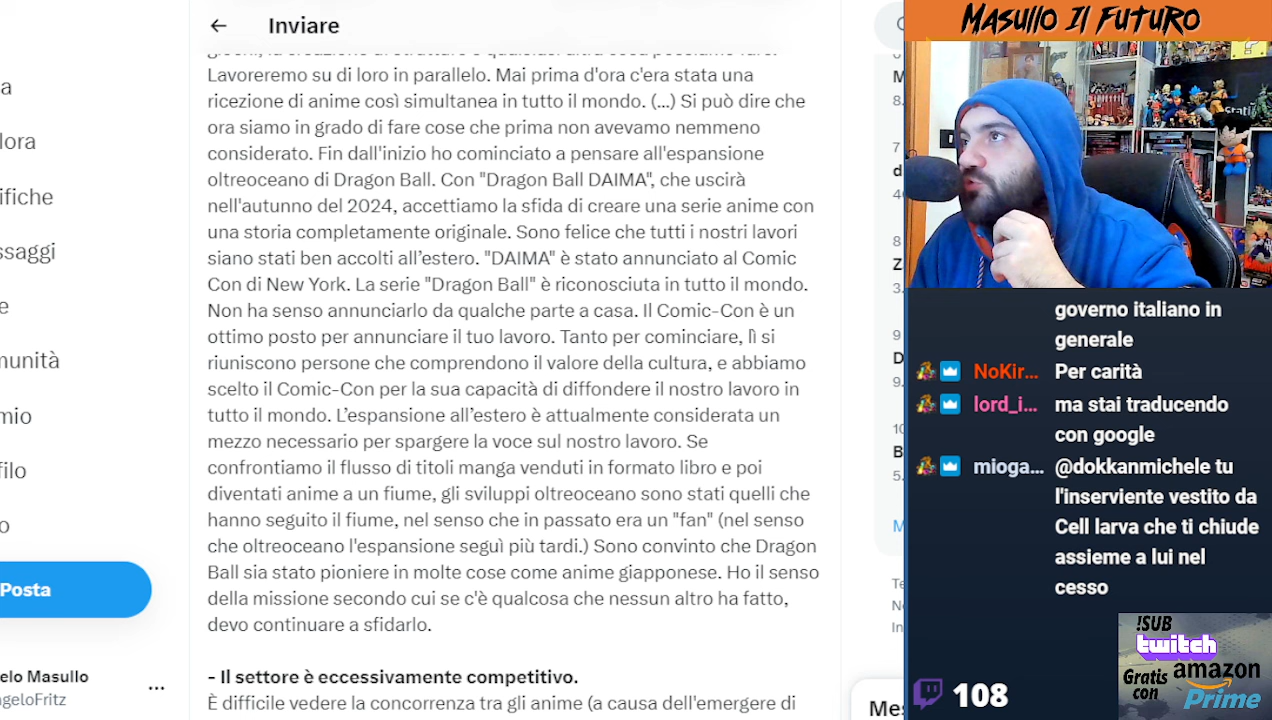 Inviare
Lavoreremo su di loro in parallelo. Mai prima d'ora c'era stata una
ricezione di anime così simultanea in tutto il mondo. (...) Si può dire che
ora siamo in grado di fare cose che prima non avevamo nemmeno
considerato. Fin dall'inizio ho cominciato a pensare all'espansione
oltreoceano di Dragon Ball. Con "Dragon Ball DAIMA", che uscirà
nell'autunno del 2024, accettiamo la sfida di creare una serie anime con
una storia completamente originale. Sono felice che tutti i nostri lavori
siano stati ben accolti all’estero. "DAIMA" è stato annunciato al Comic
Con di New York. La serie "Dragon Ball" è riconosciuta in tutto il mondo.
Non ha senso annunciarlo da qualche parte a casa. Il Comic-Con è un
ottimo posto per annunciare il tuo lavoro. Tanto per cominciare, lì si
riuniscono persone che comprendono il valore della cultura, e abbiamo
scelto il Comic-Con per la sua capacità di diffondere il nostro lavoro in
tutto il mondo. L’espansione all’estero è attualmente considerata un
mezzo necessario per spargere la voce sul nostro lavoro. Se
confrontiamo il flusso di titoli manga venduti in formato libro e poi
diventati anime a un fiume, gli sviluppi oltreoceano sono stati quelli che
hanno seguito il fiume, nel senso che in passato era un "fan" (nel senso
che oltreoceano l'espansione seguì più tardi.) Sono convinto che Dragon
Ball sia stato pioniere in molte cose come anime giapponese. Ho il senso
della missione secondo cui se c'è qualcosa che nessun altro ha fatto,
devo continuare a sfidarlo.
- Il settore è eccessivamente competitivo.
È difficile vedere la concorrenza tra gli anime (a causa dell'emergere di
a
lora
ifiche
ssaggi
e
munità
mio
filo
o
Posta
elo Masullo
ngeloFritz
Mes
MASULLO IL FUTURO
governo italiano in
generale
NoKir... Per carità
lord_i... ma stai traducendo
con google
mioga... @dokkanmichele tu
l'inserviente vestito da
Cell larva che ti chiude
assieme a lui nel
cesso
108
!SUB
twitch
Gratis
con
amazon
Prime